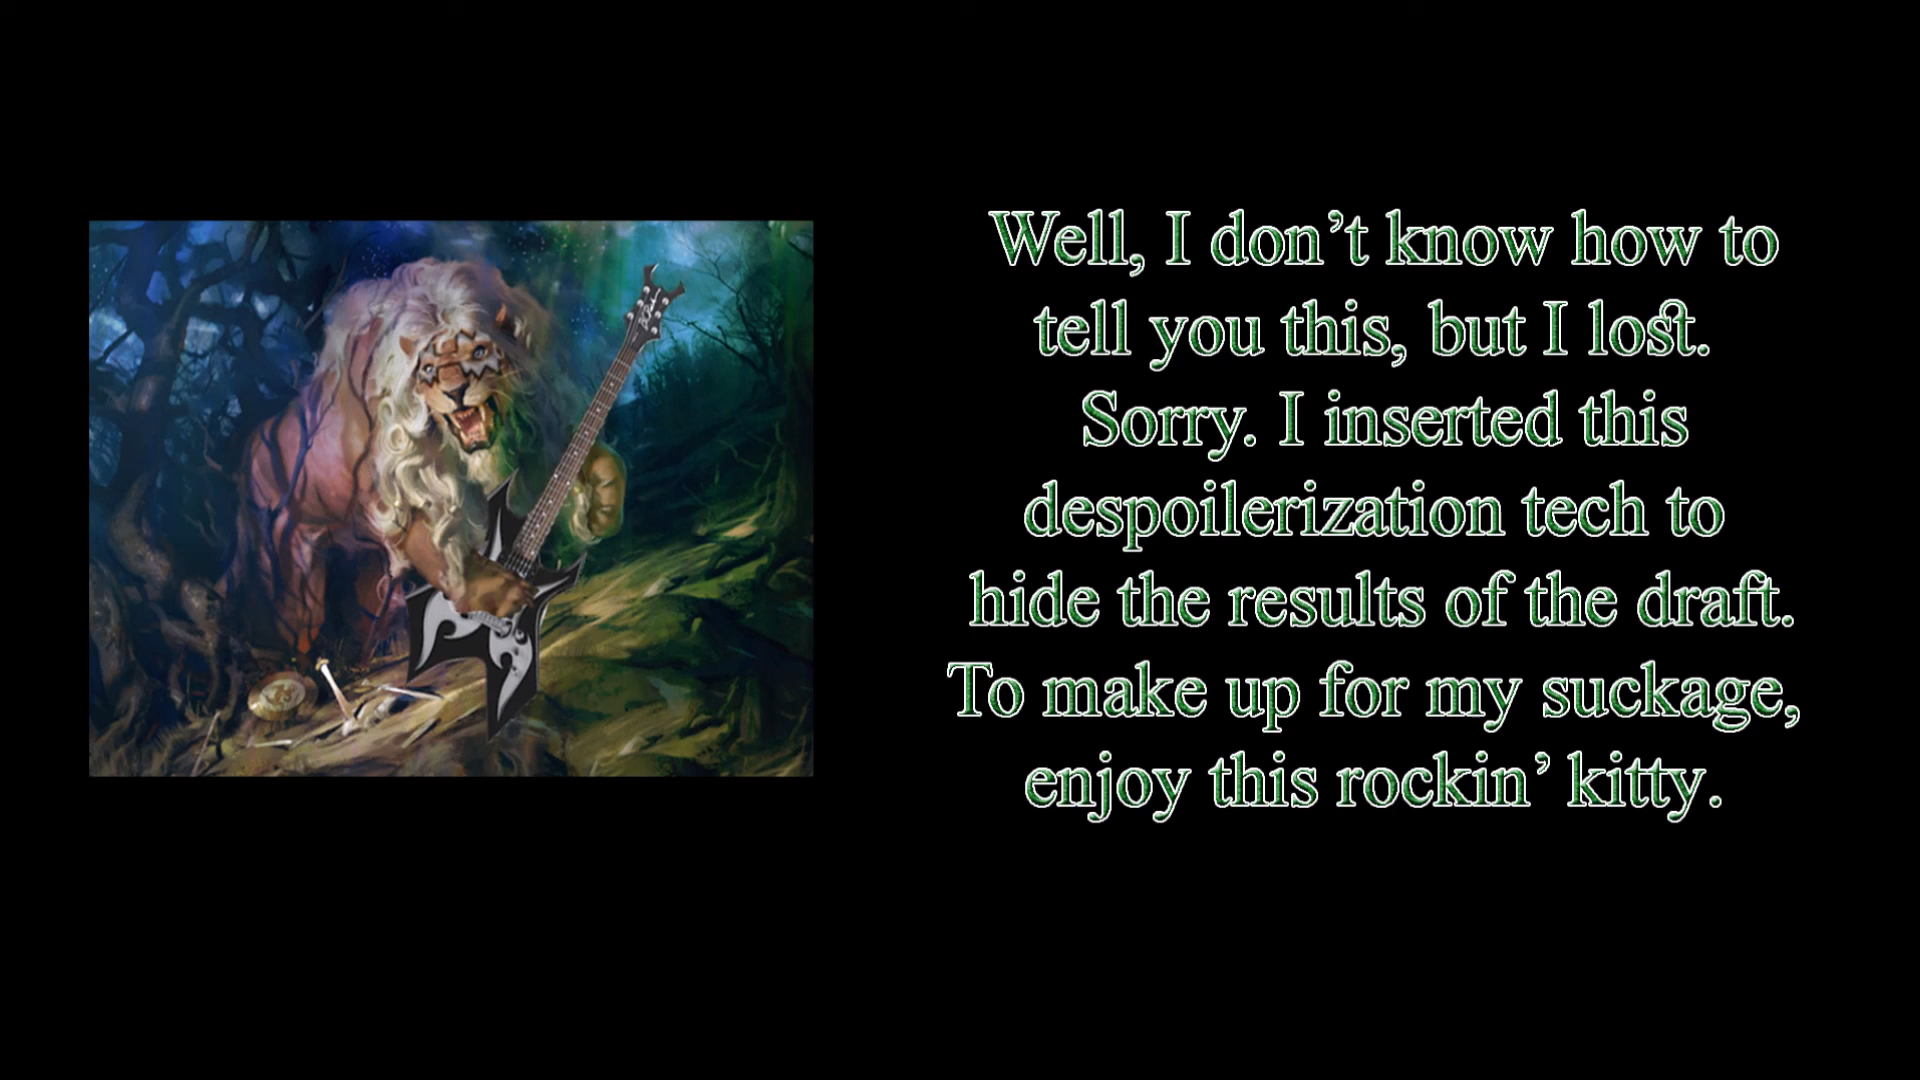 Well, I don’t know how to
tell you this, but I lost.
Sorry. I inserted this
despoilerization tech to
hide the results of the draft.
To make up for my suckage,
enjoy this rockin’ kitty.